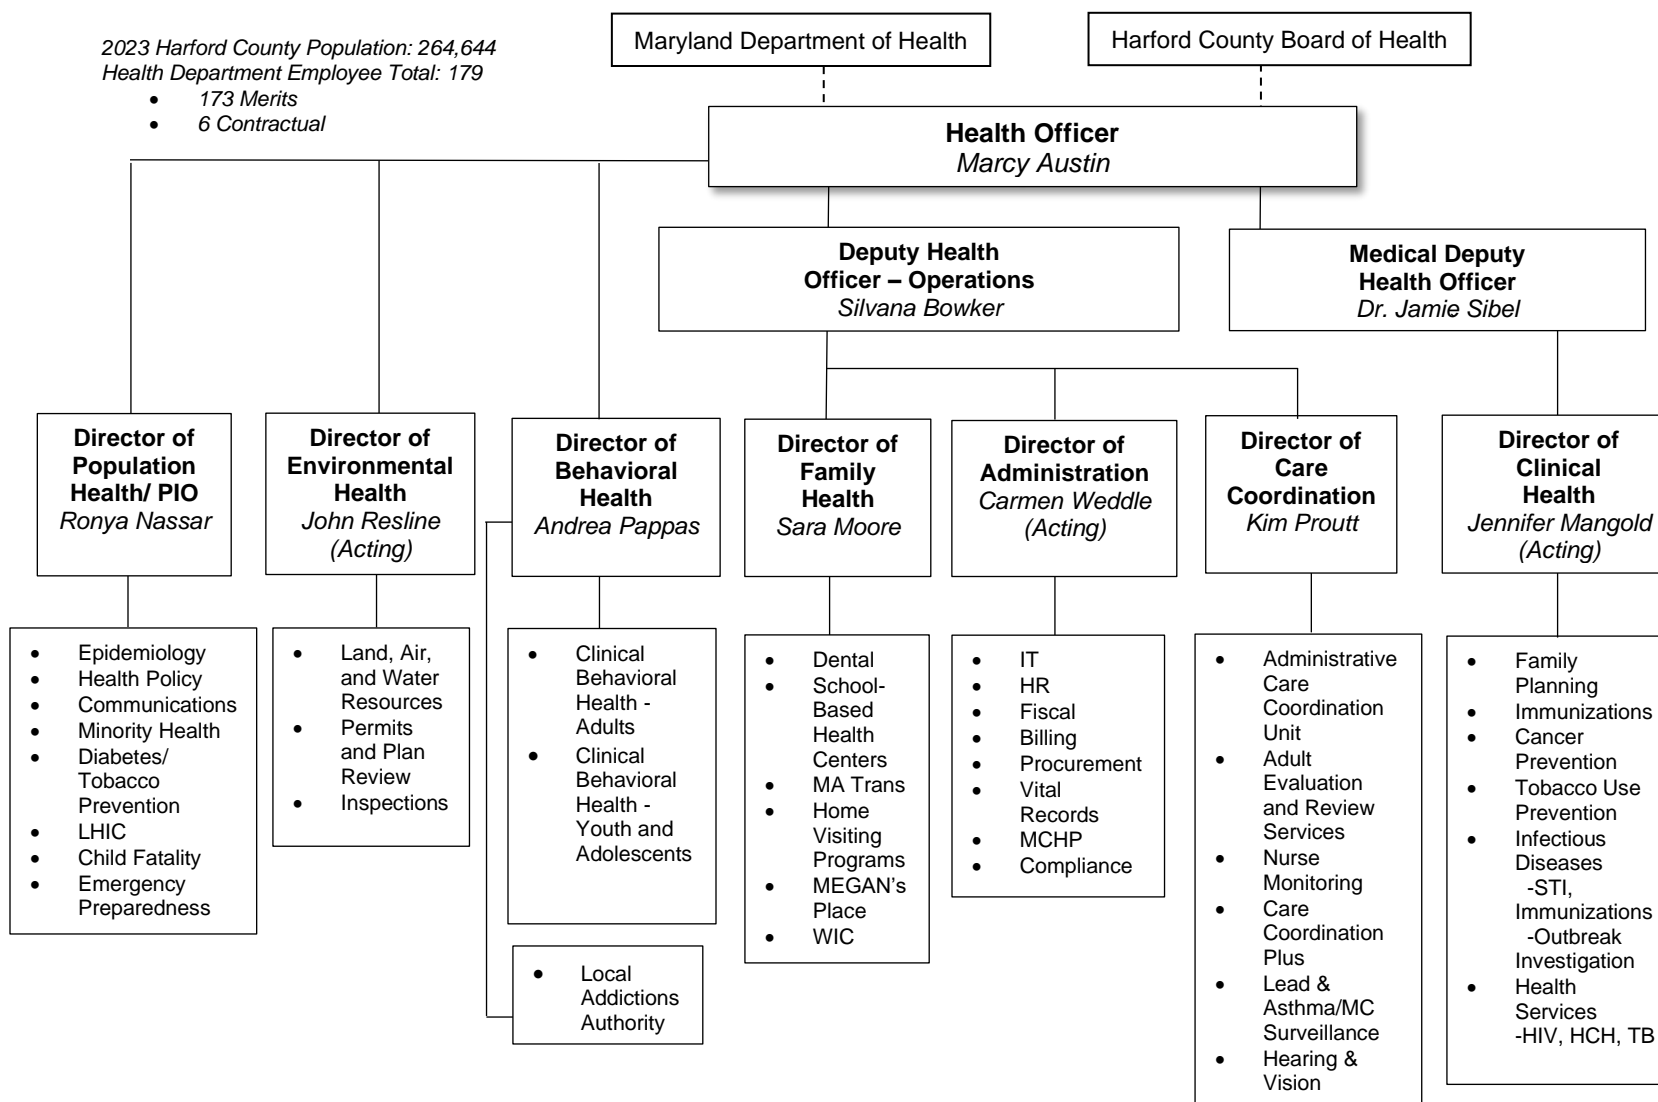 2023 Harford County Population: 264,644
Health Department Employee Total: 179
• 173 Merits
• 6 Contractual
Maryland Department of Health
Harford County Board of Health
Health Officer
Marcy Austin
Deputy Health
Officer – Operations
Silvana Bowker
Medical Deputy
Health Officer
Dr. Jamie Sibel
Director of
Population
Health/ PIO
Ronya Nassar
Director of
Environmental
Health
John Resline
(Acting)
Director of
Behavioral
Health
Andrea Pappas
Director of
Family
Health
Sara Moore
Director of
Administration
Carmen Weddle
(Acting)
Director of
Care
Coordination
Kim Proutt
Director of
Clinical
Health
Jennifer Mangold
(Acting)
• Epidemiology
• Health Policy
• Communications
• Minority Health
• Diabetes/
Tobacco
Prevention
• LHIC
• Child Fatality
• Emergency
Preparedness
• Land, Air,
and Water
Resources
• Permits
and Plan
Review
• Inspections
• Clinical
Behavioral
Health -
Adults
• Clinical
Behavioral
Health -
Youth and
Adolescents
• Local
Addictions
Authority
• Dental
• School-
Based
Health
Centers
• MA Trans
• Home
Visiting
Programs
• MEGAN's
Place
• WIC
• IT
• HR
• Fiscal
• Billing
• Procurement
• Vital
Records
• MCHP
• Compliance
• Administrative
Care
Coordination
Unit
• Adult
Evaluation
and Review
Services
• Nurse
Monitoring
• Care
Coordination
Plus
• Lead &
Asthma/MC
Surveillance
• Hearing &
Vision
• Family
Planning
• Immunizations
• Cancer
Prevention
• Tobacco Use
Prevention
• Infectious
Diseases
-STI,
Immunizations
-Outbreak
Investigation
• Health
Services
-HIV, HCH, TB